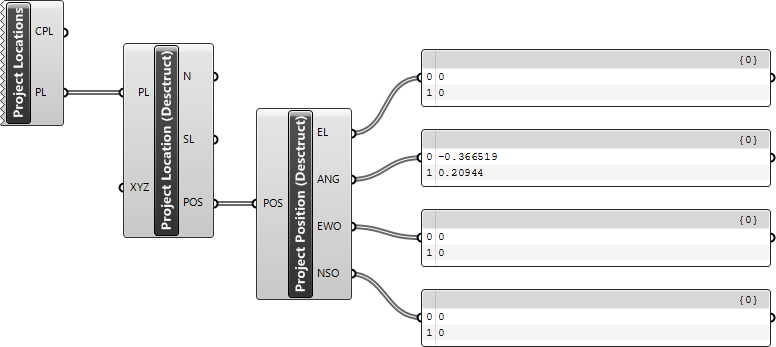 Project Locations
CPL
PL
PL
XYZ
Project Location (Desctruct)
N
SL
POS
POS
Project Position (Desctruct)
EL
ANG
EWO
NSO
{0}
0 0
1 0
{0}
0 -0.366519
1 0.20944
{0}
0 0
1 0
{0}
0 0
1 0